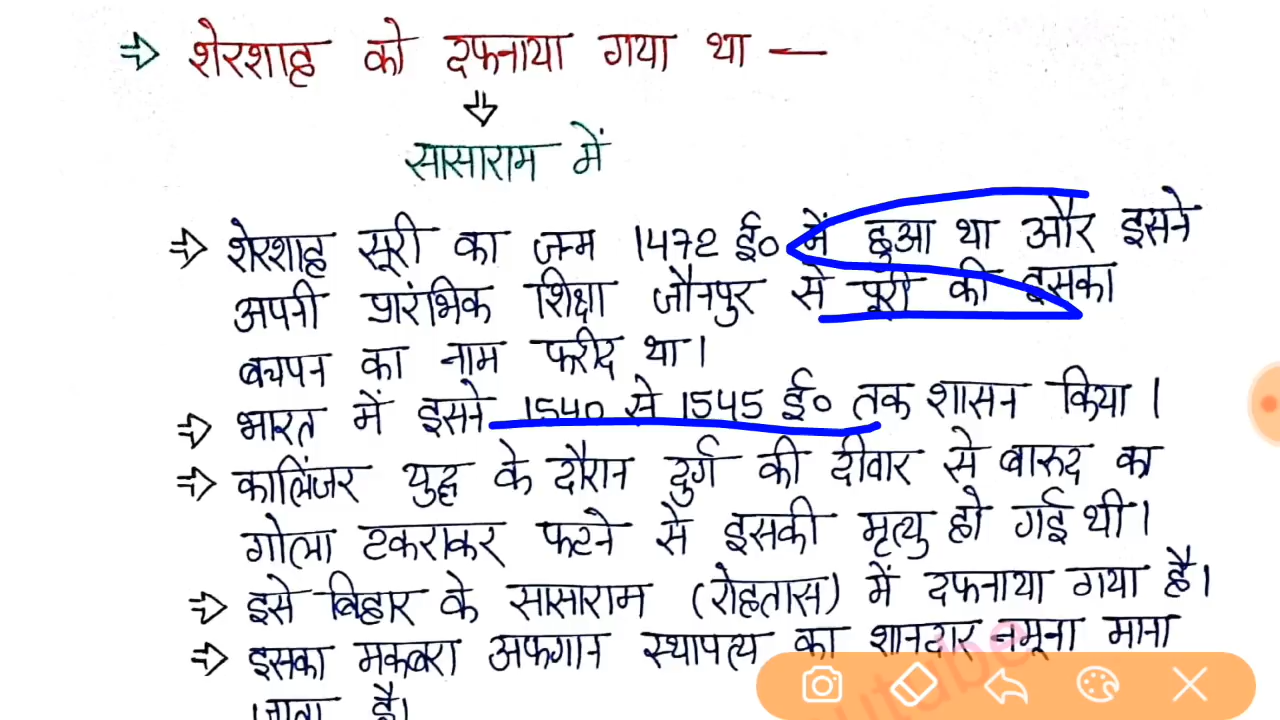 ⇒ शेरशाह को दफनाया गया था —
⇓
सासाराम में
⇒ शेरशाह सूरी का जन्म 1472 ई० में हुआ था और इसने
अपनी प्रारंभिक शिक्षा जौनपुर से पूरी की इसका
बचपन का नाम फरीद था।
⇒ भारत में इसने 1540 से 1545 ई० तक शासन किया।
⇒ कालिंजर युद्ध के दौरान दुर्ग की दीवार से बारुद का
गोला टकराकर फटने से इसकी मृत्यु हो गई थी।
⇒ इसे बिहार के सासाराम (रोहतास) में दफनाया गया है।
⇒ इसका मकबरा अफगान स्थापत्य का शानदार नमूना माना
जाता है।